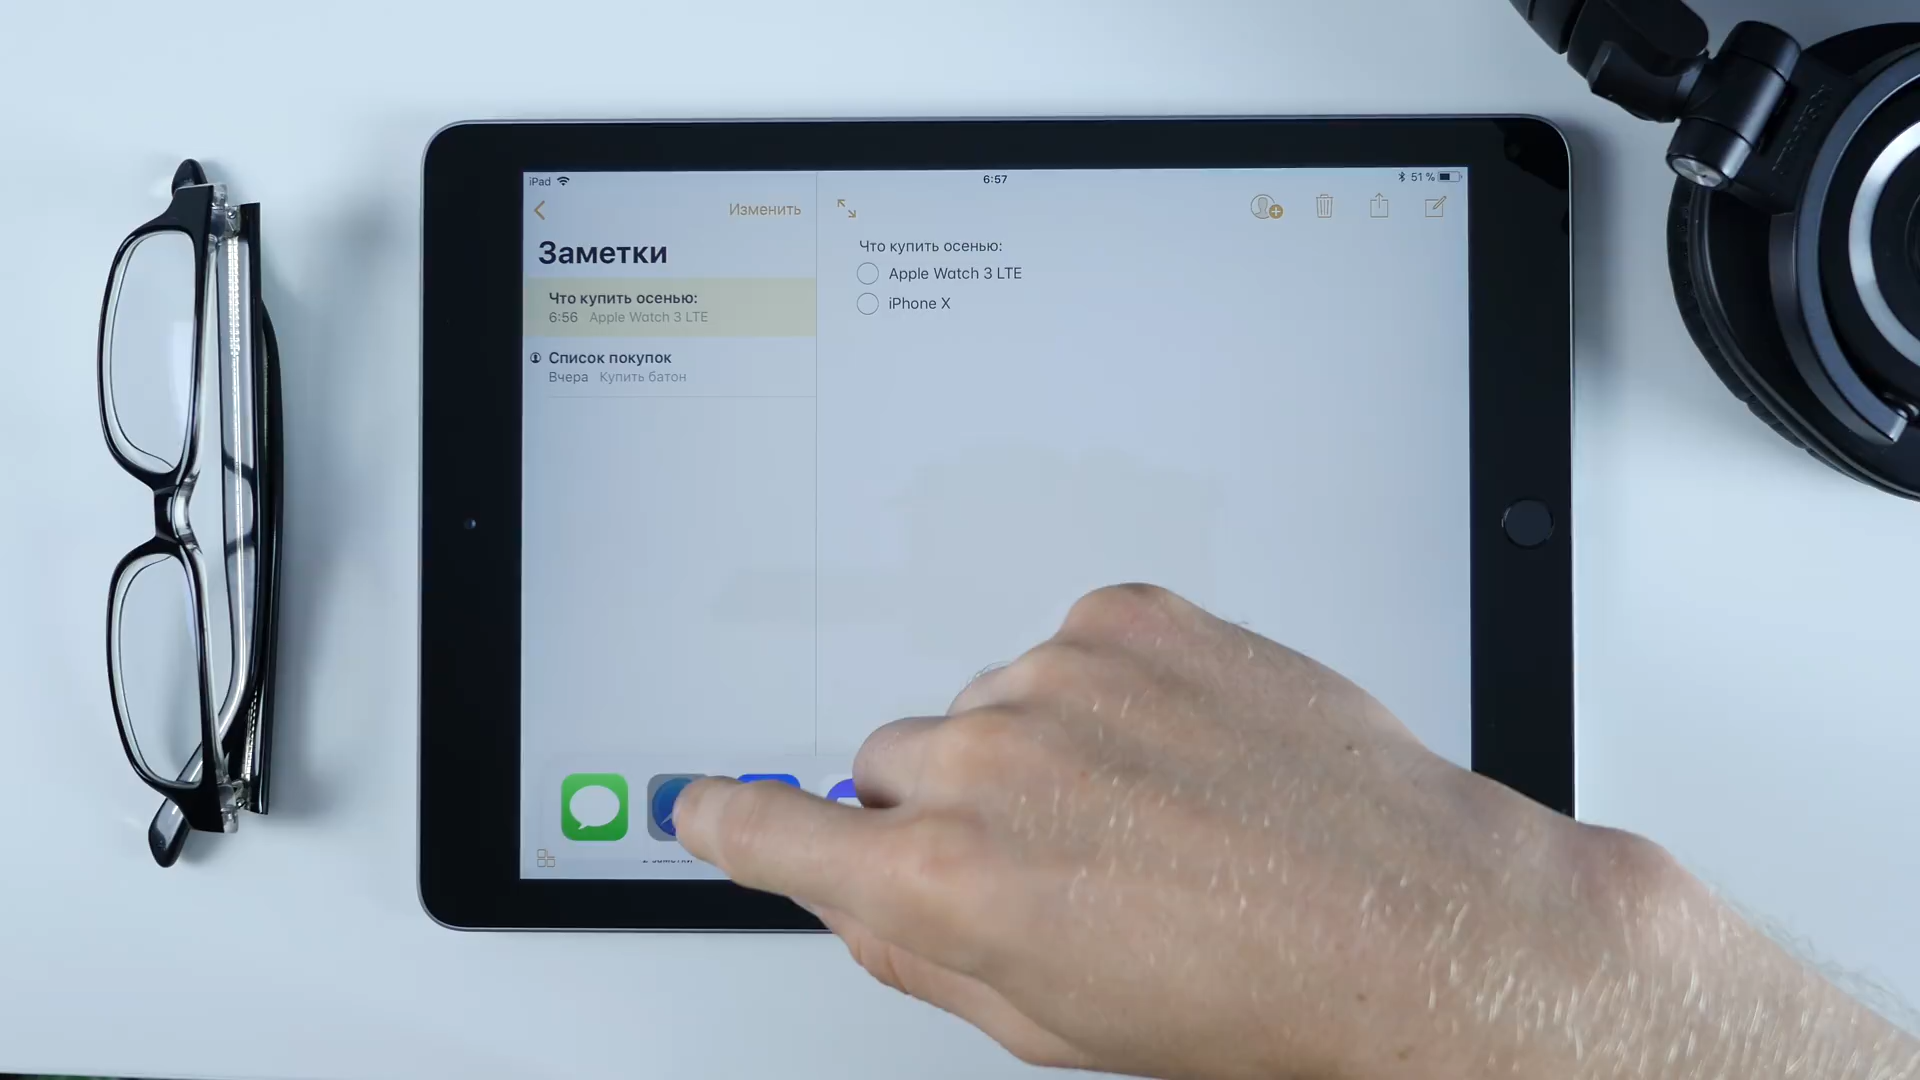 iPad
6:57
51 %
Изменить
Заметки
Что купить осенью:
6:56 Apple Watch 3 LTE
Список покупок
Вчера Купить батон
Что купить осенью:
Apple Watch 3 LTE
iPhone X